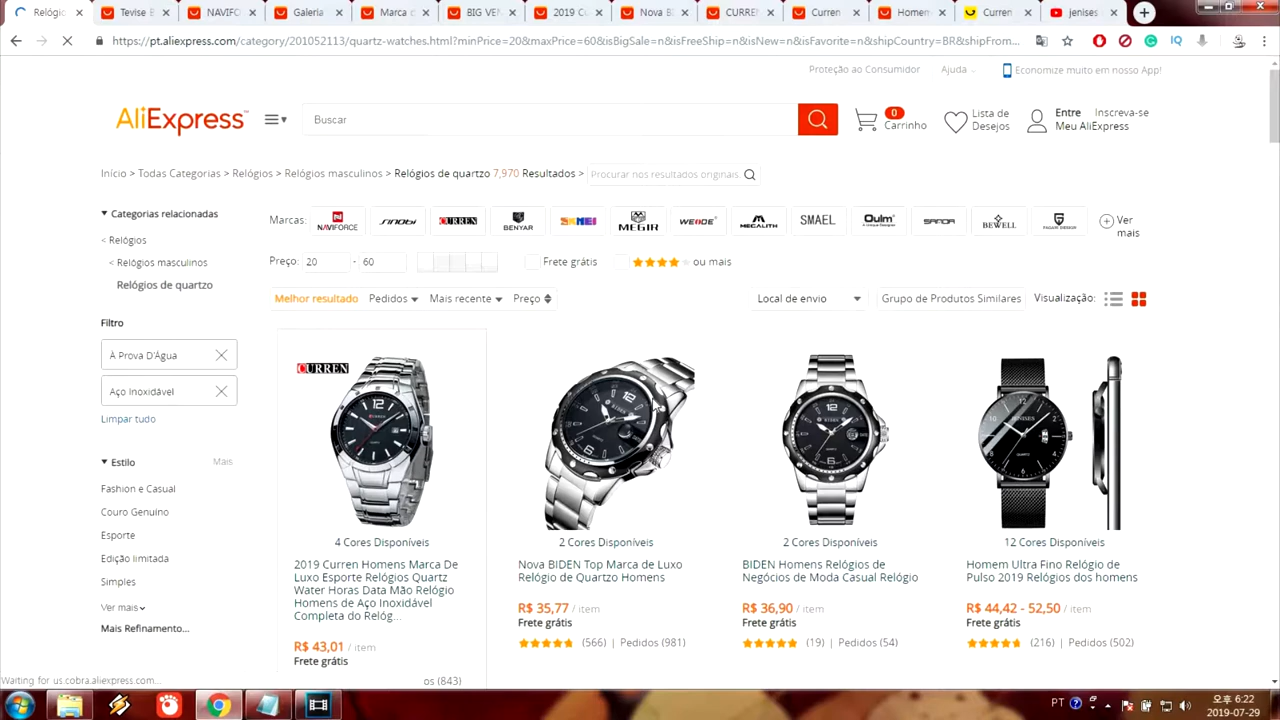 Relógio
Tevise B
NAVIFO
Galeria
Marca d
BIG VEN
2019 Cu
Nova BI
CURREN
Curren
Homen
Curren
jenises
https://pt.aliexpress.com/category/201052113/quartz-watches.html?minPrice=20&maxPrice=60&isBigSale=n&isFreeShip=n&isNew=n&isFavorite=n&shipCountry=BR&shipFrom...
Proteção ao Consumidor
Ajuda
Economize muito em nosso App!
AliExpress™
Buscar
0
Carrinho
Lista de
Desejos
Entre Inscreva-se
Meu AliExpress
Início > Todas Categorias > Relógios > Relógios masculinos > Relógios de quartzo 7,970 Resultados >
Procurar nos resultados originais.
Categorias relacionadas
< Relógios
< Relógios masculinos
Relógios de quartzo
Marcas:
NAVIFORCE
SINOBI
CURREN
BENYAR
SKMEI
MEGIR
WEIDE
MEGALITH
SMAEL
Oulm
SANDA
BEWELL
PAGANI DESIGN
Ver
mais
Preço: 20 - 60
Frete grátis
ou mais
Melhor resultado
Pedidos
Mais recente
Preço
Local de envio
Grupo de Produtos Similares
Visualização:
Filtro
À Prova D'Água
Aço Inoxidável
Limpar tudo
Estilo
Mais
Fashion e Casual
Couro Genuino
Esporte
Edição limitada
Simples
Ver mais
Mais Refinamento...
CURREN
4 Cores Disponíveis
2019 Curren Homens Marca De
Luxo Esporte Relógios Quartz
Water Horas Data Mão Relógio
Homens de Aço Inoxidável
Completa do Relóg...
R$ 43,01 / item
Frete grátis
os (843)
2 Cores Disponíveis
Nova BIDEN Top Marca de Luxo
Relógio de Quartzo Homens
R$ 35,77 / item
Frete grátis
(566) | Pedidos (981)
2 Cores Disponíveis
BIDEN Homens Relógios de
Negócios de Moda Casual Relógio
R$ 36,90 / item
Frete grátis
(19) | Pedidos (54)
12 Cores Disponíveis
Homem Ultra Fino Relógio de
Pulso 2019 Relógios dos homens
R$ 44,42 - 52,50 / item
Frete grátis
(216) | Pedidos (502)
Waiting for us.cobra.aliexpress.com...
PT
오후 6:22
2019-07-29